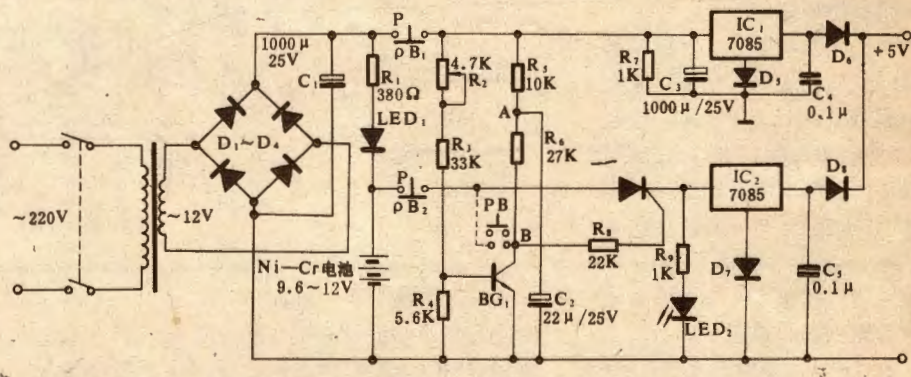 ~220V
~12V
D₁~D₄
1000μ
25V
C₁
R₁
380Ω
LED₁
Ni—Cr电池
9.6~12V
P
ρB₁
P
ρB₂
4.7K
R₂
R₃
33K
R₄
5.6K
PB
BG₁
R₅
10K
A
R₆
27K
B
C₂
22μ/25V
R₈
22K
R₇
1K
C₃
1000μ/25V
IC₁
7085
D₅
C₄
0.1μ
D₆
+5V
R₉
1K
LED₂
IC₂
7085
D₇
C₅
0.1μ
D₈